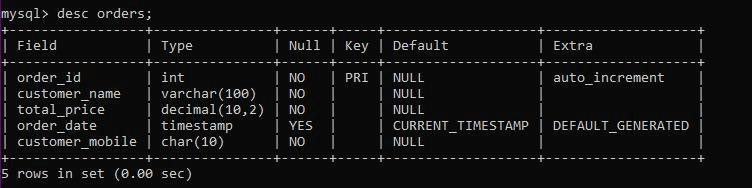 mysql> desc orders;
+-----------------+---------------+------+-----+-------------------+-------------------+
| Field           | Type          | Null | Key | Default           | Extra             |
+-----------------+---------------+------+-----+-------------------+-------------------+
| order_id        | int           | NO   | PRI | NULL              | auto_increment    |
| customer_name   | varchar(100)  | NO   |     | NULL              |                   |
| total_price     | decimal(10,2) | NO   |     | NULL              |                   |
| order_date      | timestamp     | YES  |     | CURRENT_TIMESTAMP | DEFAULT_GENERATED |
| customer_mobile | char(10)      | NO   |     | NULL              |                   |
+-----------------+---------------+------+-----+-------------------+-------------------+
5 rows in set (0.00 sec)